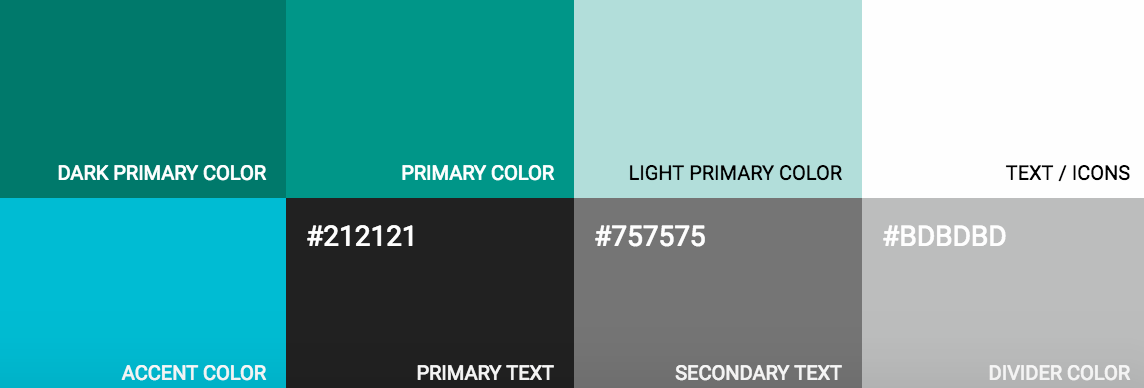 DARK PRIMARY COLOR
PRIMARY COLOR
LIGHT PRIMARY COLOR
TEXT / ICONS
#212121
#757575
#BDBDBD
ACCENT COLOR
PRIMARY TEXT
SECONDARY TEXT
DIVIDER COLOR